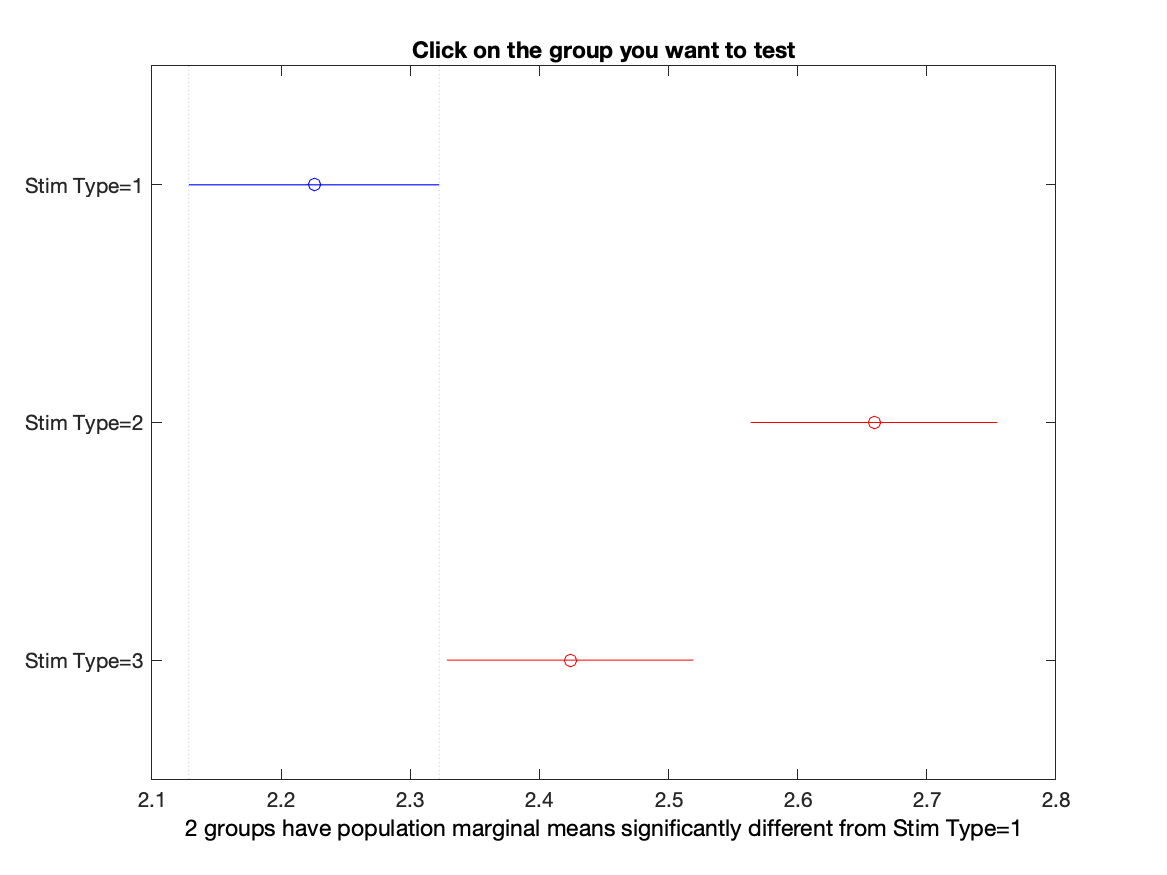 Click on the group you want to test
Stim Type=1
Stim Type=2
Stim Type=3
2.1 2.2 2.3 2.4 2.5 2.6 2.7 2.8
2 groups have population marginal means significantly different from Stim Type=1